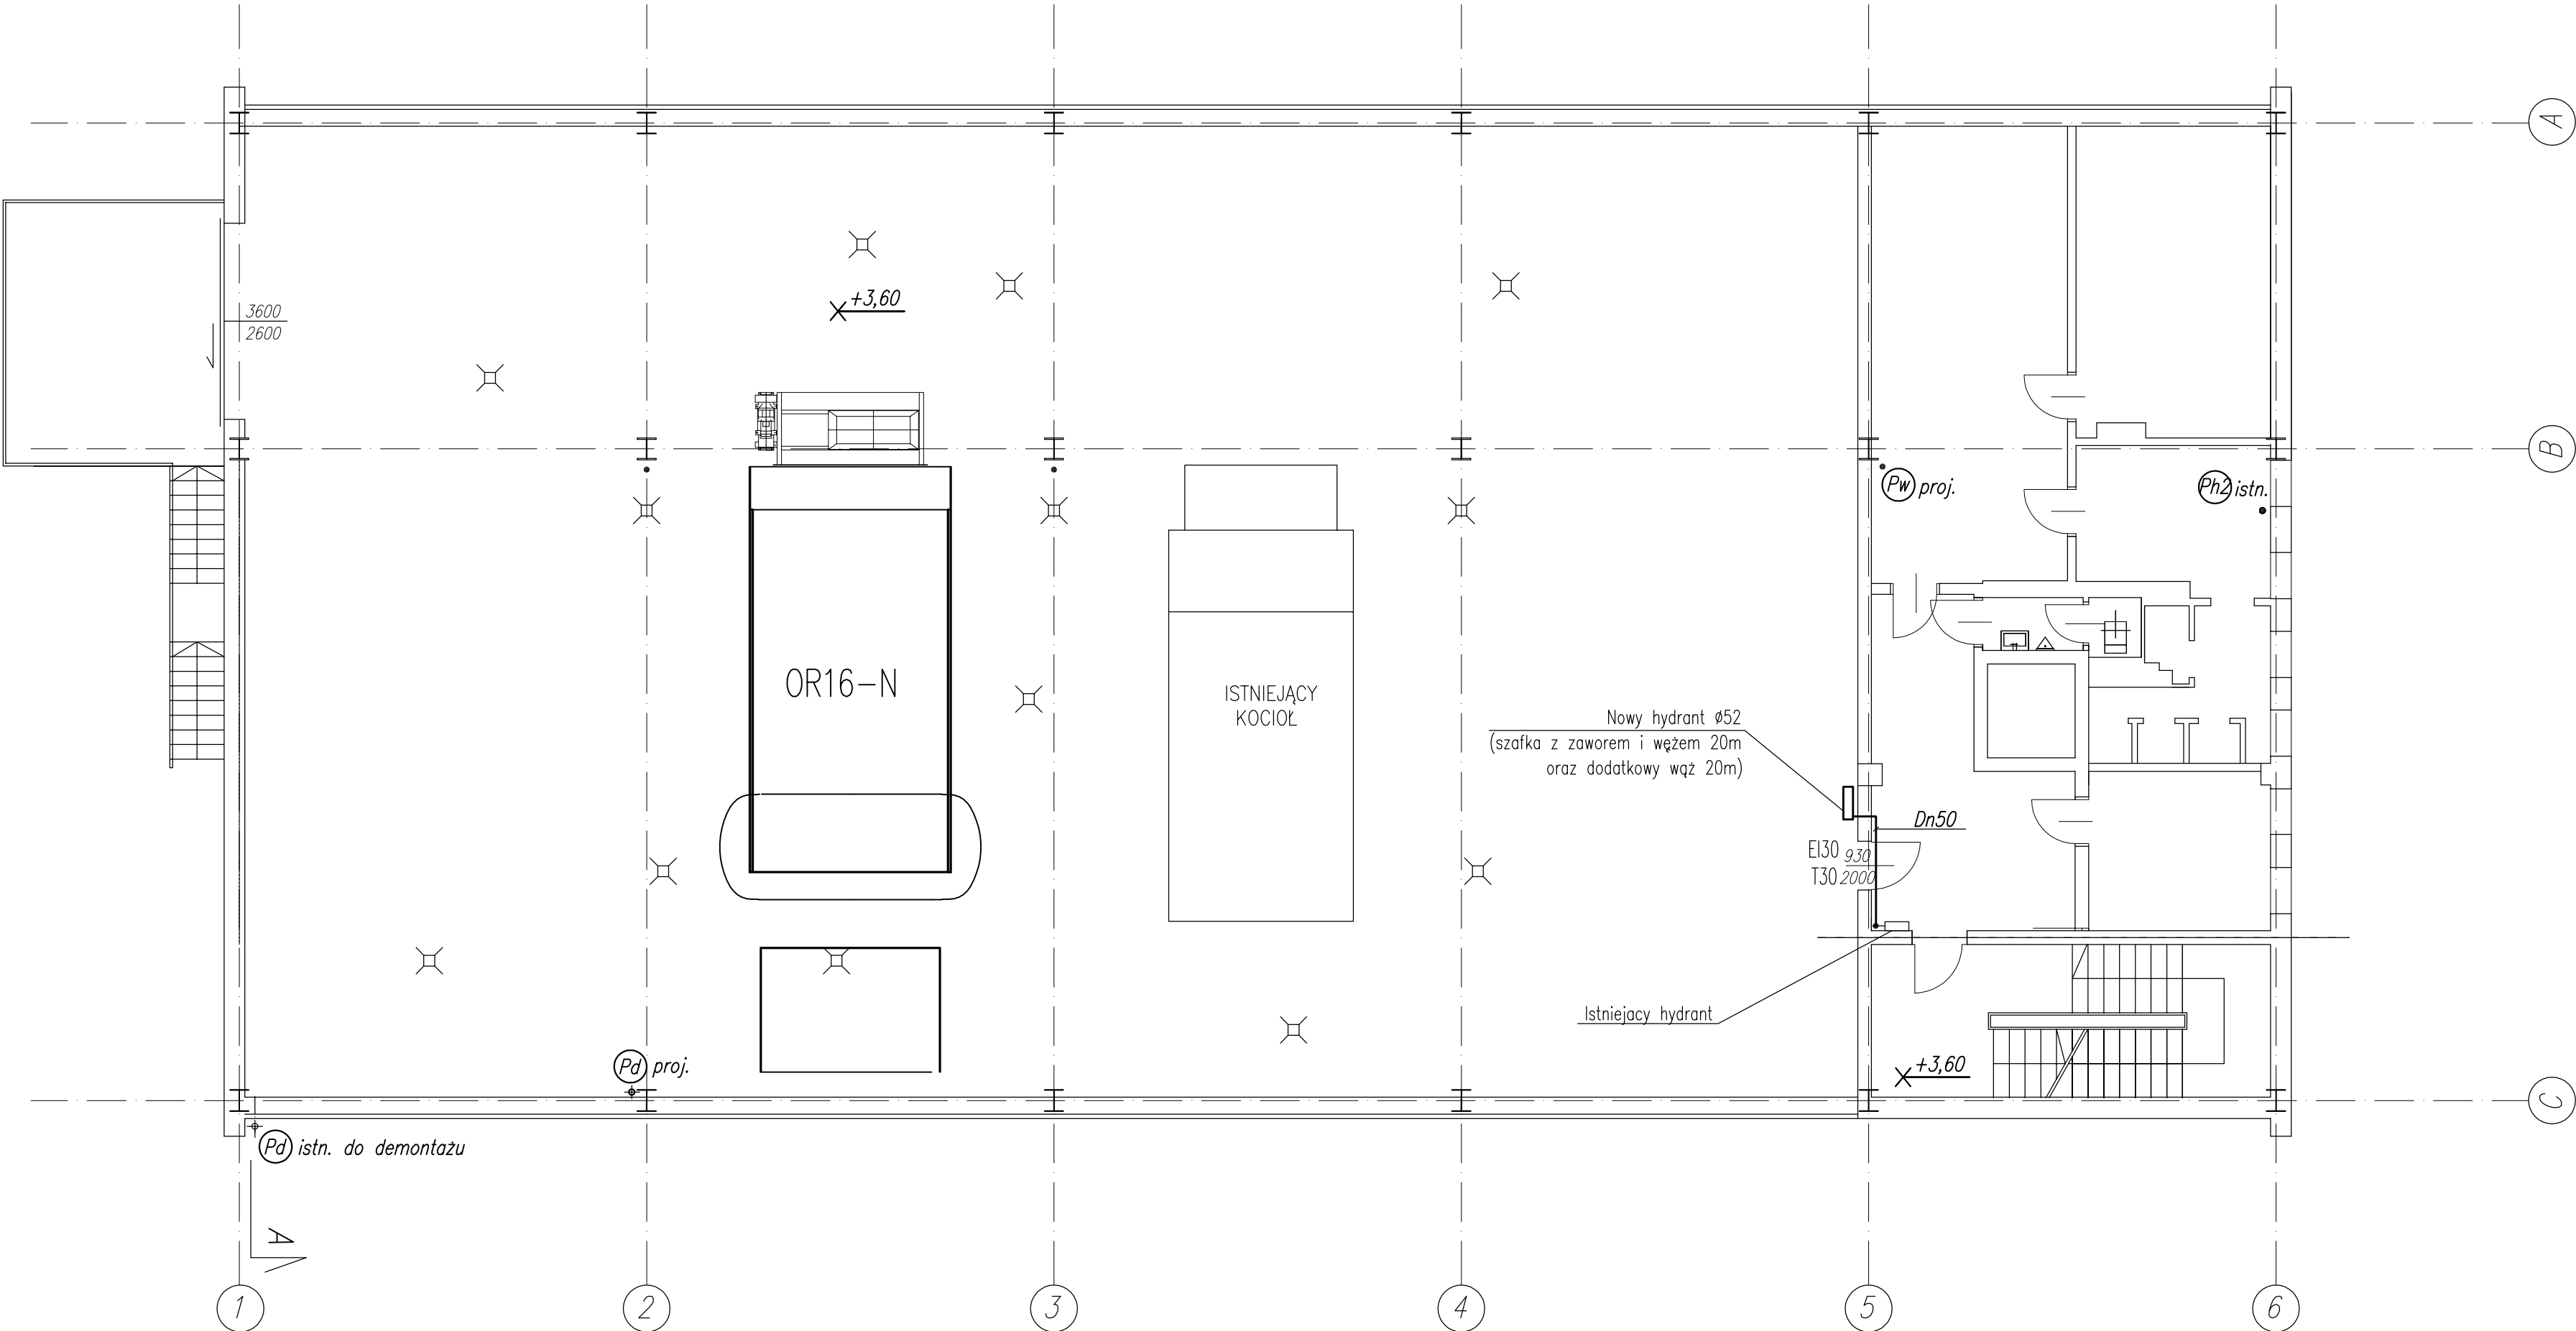 A
3600
2600
+3,60
B
Pw proj.
Ph2 istn.
OR16-N
ISTNIEJĄCY
KOCIOŁ
Nowy hydrant ø52
(szafka z zaworem i wężem 20m
oraz dodatkowy wąż 20m)
Dn50
EI30 930
T30 2000
Istniejacy hydrant
Pd proj.
+3,60
C
Pd istn. do demontażu
A
1
2
3
4
5
6